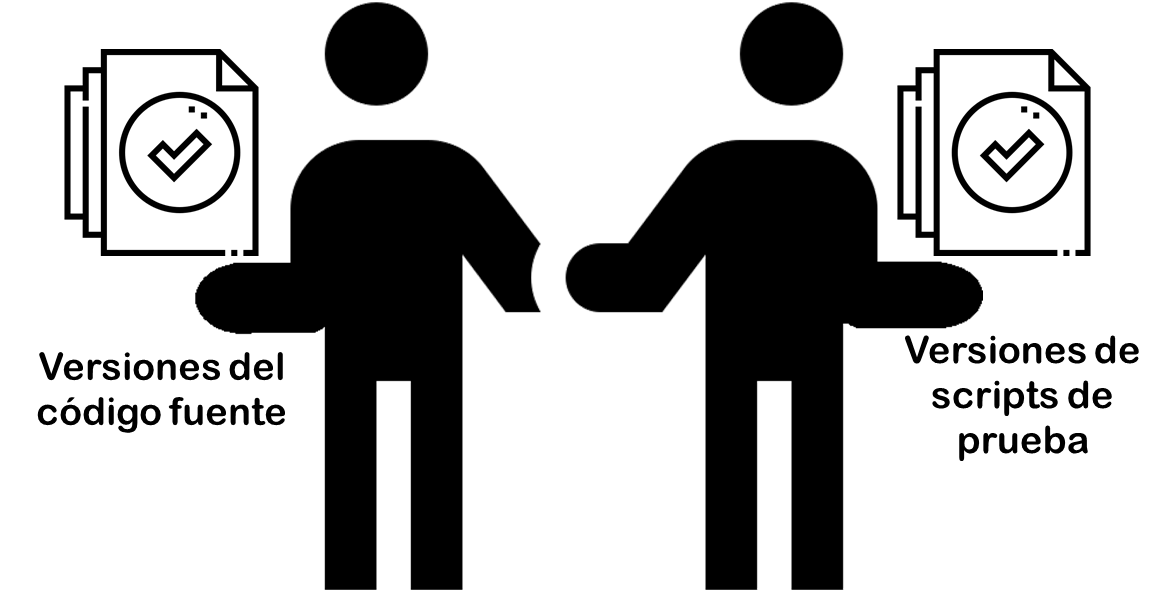 Versiones del
código fuente
Versiones de
scripts de
prueba